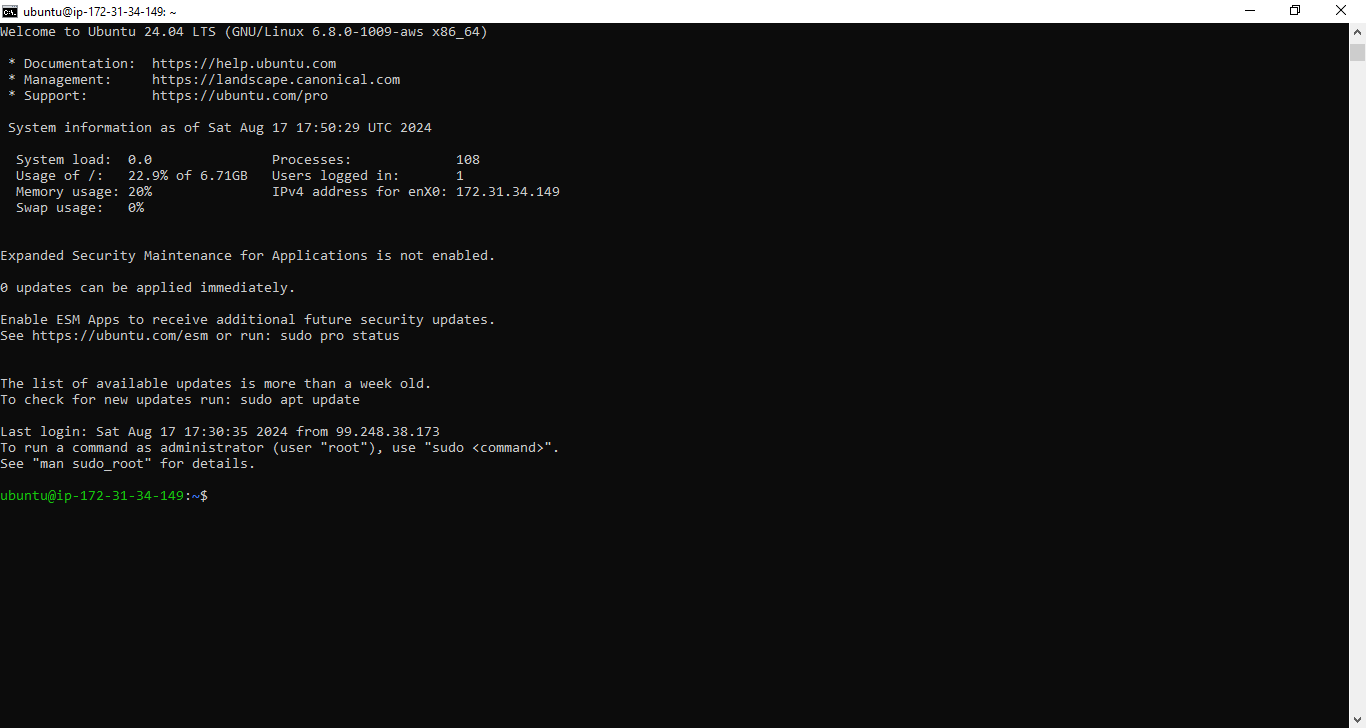 ubuntu@ip-172-31-34-149: ~
Welcome to Ubuntu 24.04 LTS (GNU/Linux 6.8.0-1009-aws x86_64)
* Documentation:  https://help.ubuntu.com
* Management:     https://landscape.canonical.com
* Support:        https://ubuntu.com/pro
System information as of Sat Aug 17 17:50:29 UTC 2024
System load:  0.0               Processes:             108
Usage of /:   22.9% of 6.71GB   Users logged in:       1
Memory usage: 20%               IPv4 address for enX0: 172.31.34.149
Swap usage:   0%
Expanded Security Maintenance for Applications is not enabled.
0 updates can be applied immediately.
Enable ESM Apps to receive additional future security updates.
See https://ubuntu.com/esm or run: sudo pro status
The list of available updates is more than a week old.
To check for new updates run: sudo apt update
Last login: Sat Aug 17 17:30:35 2024 from 99.248.38.173
To run a command as administrator (user "root"), use "sudo <command>".
See "man sudo_root" for details.
ubuntu@ip-172-31-34-149:~$